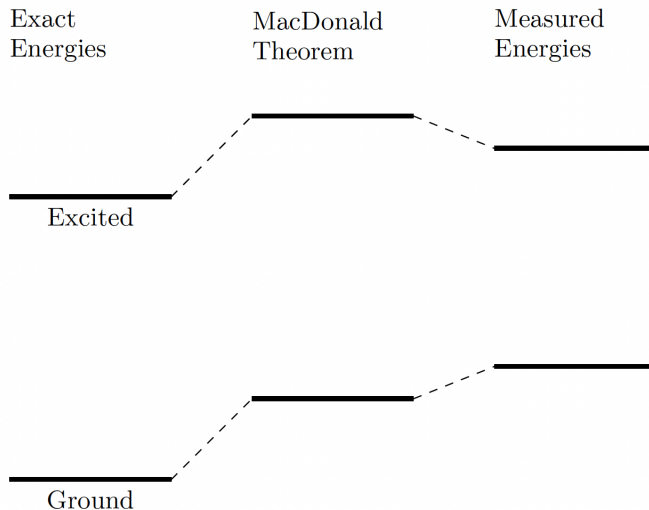 Exact
Energies
MacDonald
Theorem
Measured
Energies
Excited
Ground